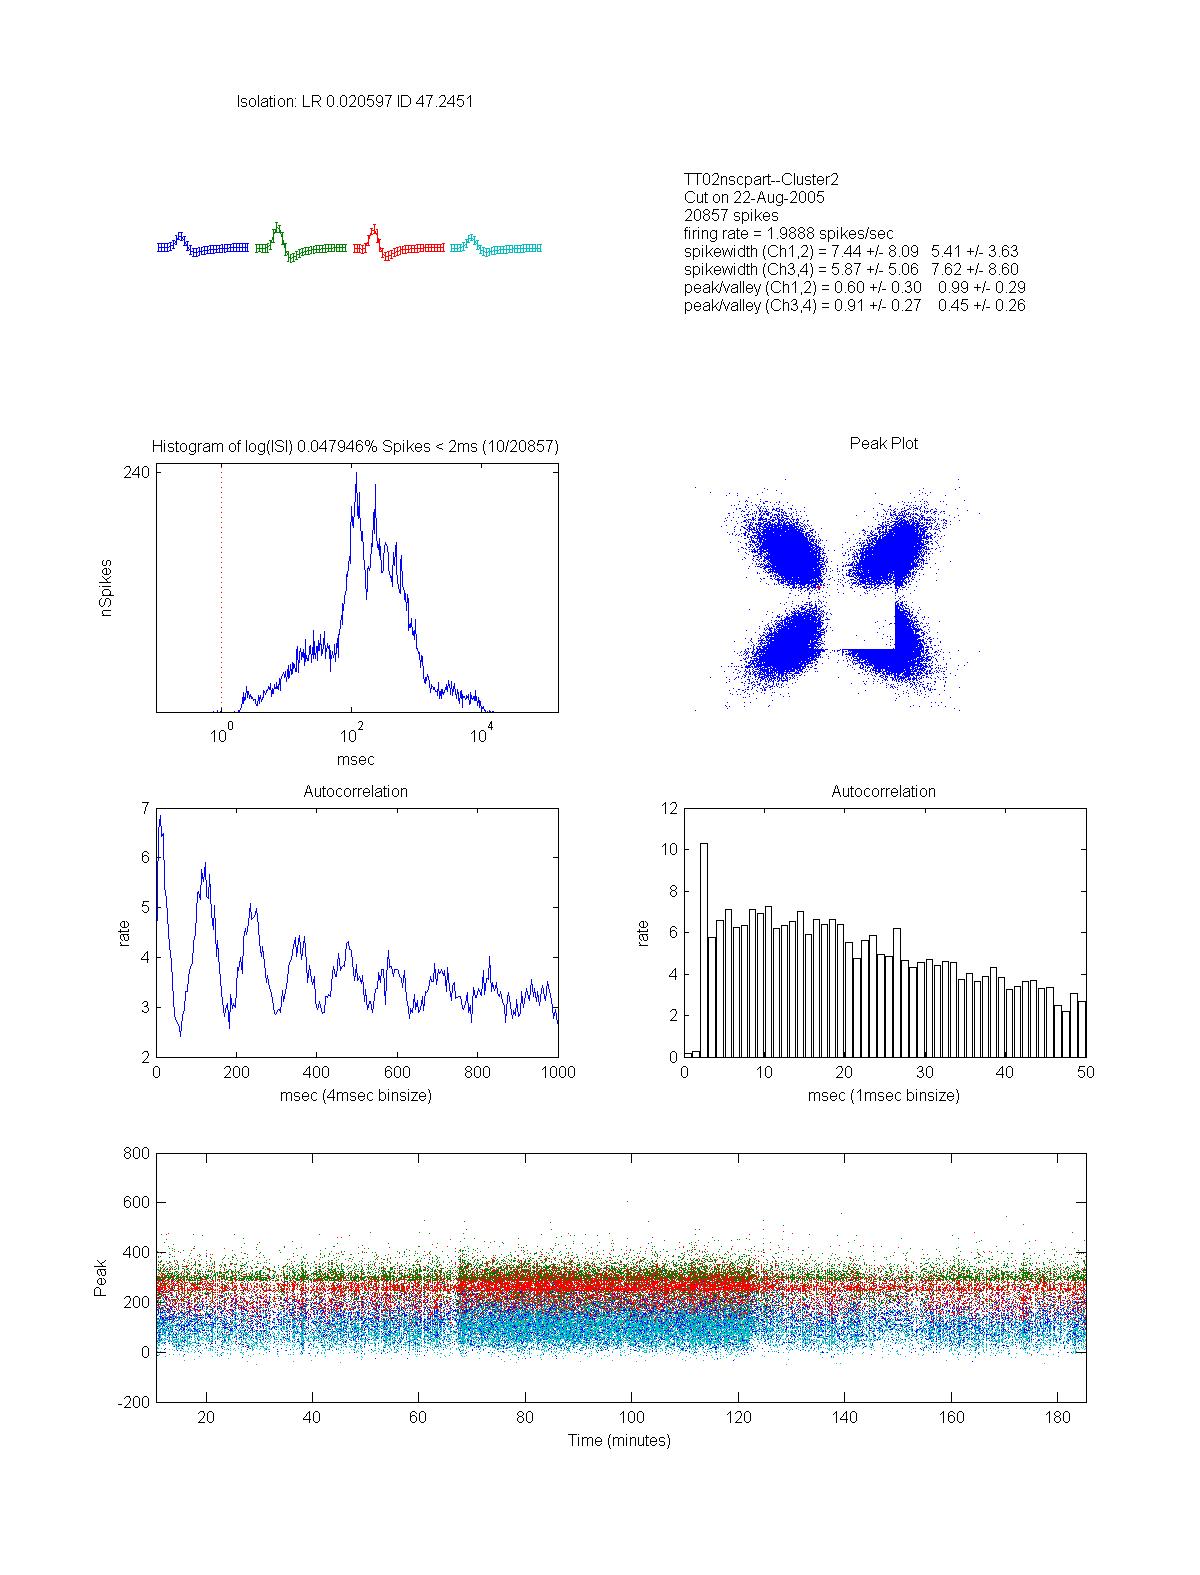 Isolation: LR 0.020597 ID 47.2451
TT02nscpart--Cluster2
Cut on 22-Aug-2005
20857 spikes
firing rate = 1.9888 spikes/sec
spikewidth (Ch1,2) = 7.44 +/- 8.09 5.41 +/- 3.63
spikewidth (Ch3,4) = 5.87 +/- 5.06 7.62 +/- 8.60
peak/valley (Ch1,2) = 0.60 +/- 0.30 0.99 +/- 0.29
peak/valley (Ch3,4) = 0.91 +/- 0.27 0.45 +/- 0.26
Histogram of log(ISI) 0.047946% Spikes < 2ms (10/20857)
240
nSpikes
10^0 10^2 10^4
msec
Peak Plot
Autocorrelation
7
6
5
4
3
2
rate
0 200 400 600 800 1000
msec (4msec binsize)
Autocorrelation
12
10
8
6
4
2
0
rate
0 10 20 30 40 50
msec (1msec binsize)
800
600
400
200
0
-200
Peak
20 40 60 80 100 120 140 160 180
Time (minutes)